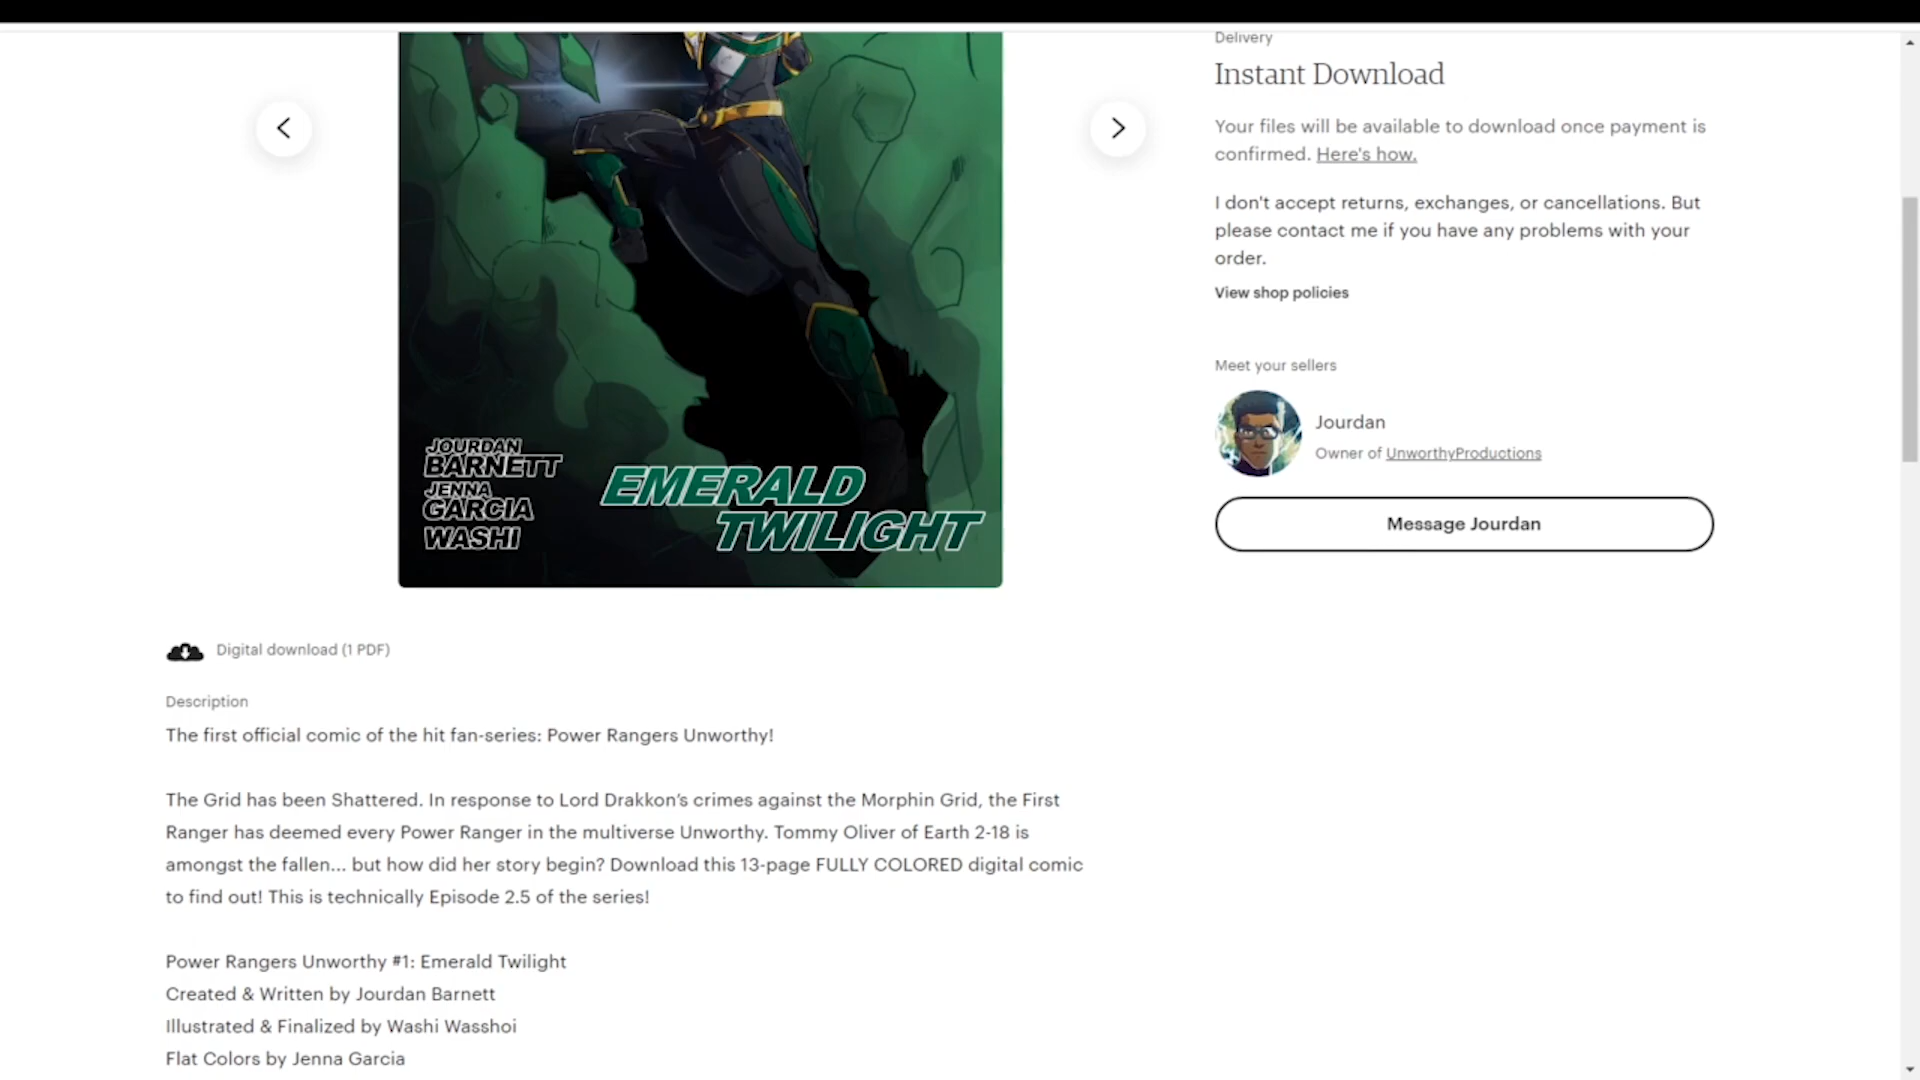 JOURDAN
BARNETT
JENNA
GARCIA
WASHI
EMERALD
TWILIGHT
Digital download (1 PDF)
Description
The first official comic of the hit fan-series: Power Rangers Unworthy!
The Grid has been Shattered. In response to Lord Drakkon’s crimes against the Morphin Grid, the First
Ranger has deemed every Power Ranger in the multiverse Unworthy. Tommy Oliver of Earth 2-18 is
amongst the fallen... but how did her story begin? Download this 13-page FULLY COLORED digital comic
to find out! This is technically Episode 2.5 of the series!
Power Rangers Unworthy #1: Emerald Twilight
Created & Written by Jourdan Barnett
Illustrated & Finalized by Washi Wasshoi
Flat Colors by Jenna Garcia
Delivery
Instant Download
Your files will be available to download once payment is
confirmed. Here's how.
I don't accept returns, exchanges, or cancellations. But
please contact me if you have any problems with your
order.
View shop policies
Meet your sellers
Jourdan
Owner of UnworthyProductions
Message Jourdan